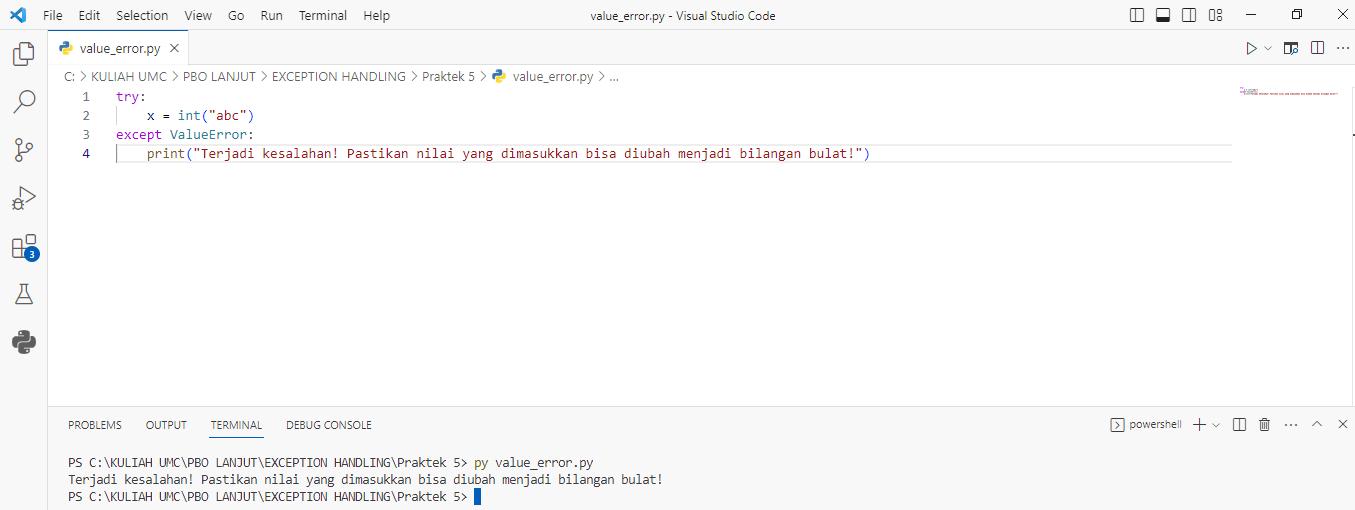 File Edit Selection View Go Run Terminal Help value_error.py - Visual Studio Code
value_error.py
C: > KULIAH UMC > PBO LANJUT > EXCEPTION HANDLING > Praktek 5 > value_error.py > ...
1 try:
2 x = int("abc")
3 except ValueError:
4 print("Terjadi kesalahan! Pastikan nilai yang dimasukkan bisa diubah menjadi bilangan bulat!")
3
PROBLEMS OUTPUT TERMINAL DEBUG CONSOLE powershell
PS C:\KULIAH UMC\PBO LANJUT\EXCEPTION HANDLING\Praktek 5> py value_error.py
Terjadi kesalahan! Pastikan nilai yang dimasukkan bisa diubah menjadi bilangan bulat!
PS C:\KULIAH UMC\PBO LANJUT\EXCEPTION HANDLING\Praktek 5>